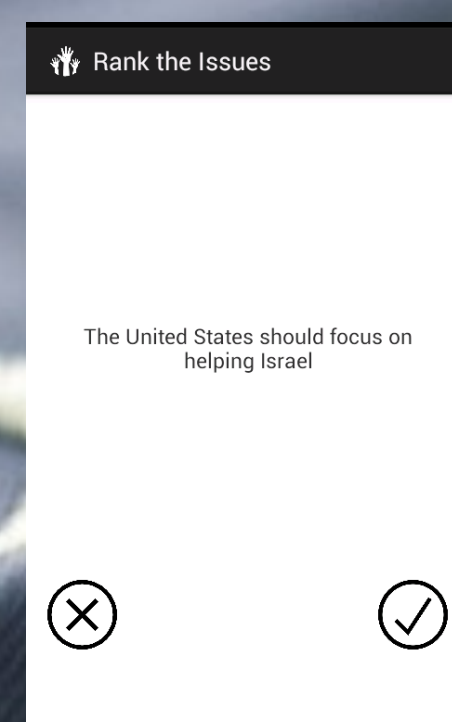 Rank the Issues
The United States should focus on
helping Israel